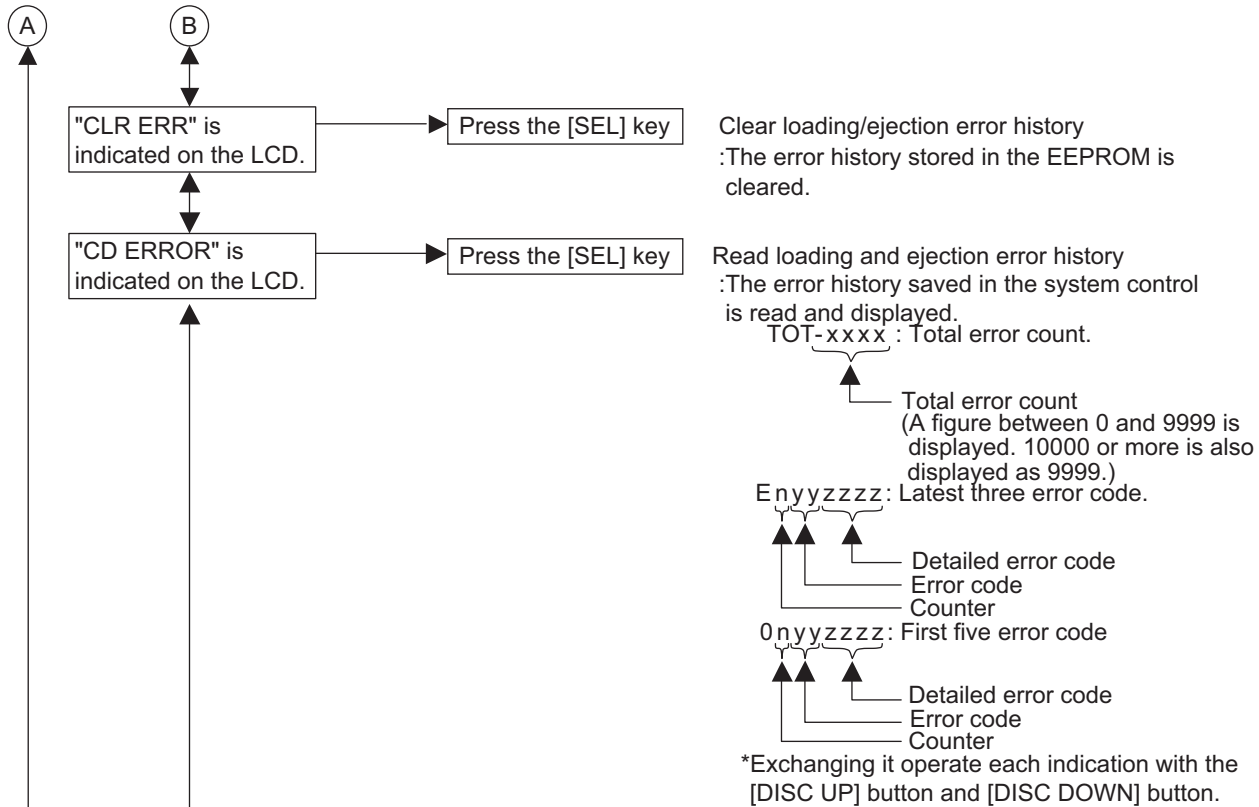 A
B
"CLR ERR" is
indicated on the LCD.
Press the [SEL] key
Clear loading/ejection error history
:The error history stored in the EEPROM is
cleared.
"CD ERROR" is
indicated on the LCD.
Press the [SEL] key
Read loading and ejection error history
:The error history saved in the system control
is read and displayed.
TOT-xxxx : Total error count.
Total error count
(A figure between 0 and 9999 is
displayed. 10000 or more is also
displayed as 9999.)
Enyyzzzz: Latest three error code.
Detailed error code
Error code
Counter
0nyyzzzz: First five error code
Detailed error code
Error code
Counter
*Exchanging it operate each indication with the
[DISC UP] button and [DISC DOWN] button.